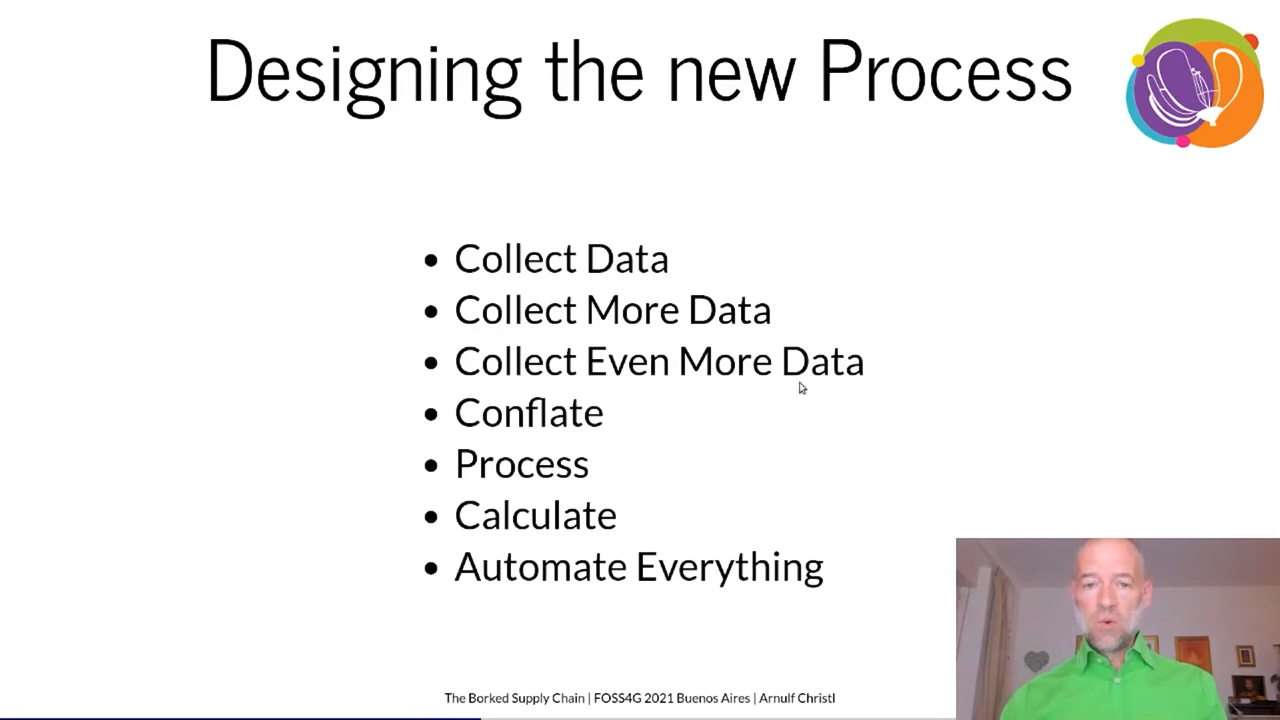 Designing the new Process
• Collect Data
• Collect More Data
• Collect Even More Data
• Conflate
• Process
• Calculate
• Automate Everything
The Borked Supply Chain | FOSS4G 2021 Buenos Aires | Arnulf Christl